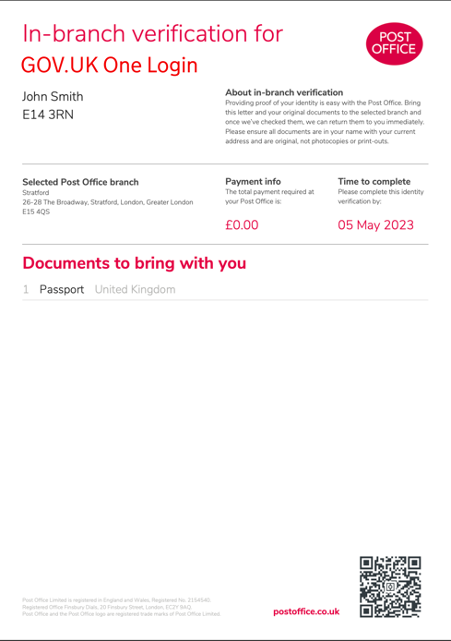 In-branch verification for
GOV.UK One Login
POST
OFFICE
John Smith
E14 3RN
About in-branch verification
Providing proof of your identity is easy with the Post Office. Bring
this letter and your original documents to the selected branch and
once we've checked them, we can return them to you immediately.
Please ensure all documents are in your name with your current
address and are original, not photocopies or print-outs.
Selected Post Office branch
Stratford
26-28 The Broadway, Stratford, London, Greater London
E15 4QS
Payment info
The total payment required at
your Post Office is:
£0.00
Time to complete
Please complete this identity
verification by:
05 May 2023
Documents to bring with you
1 Passport United Kingdom
Post Office Limited is registered in England and Wales. Registered No. 2154540.
Registered Office Finsbury Dials, 20 Finsbury Street, London, EC2Y 9AQ.
Post Office and the Post Office logo are registered trade marks of Post Office Limited.
postoffice.co.uk